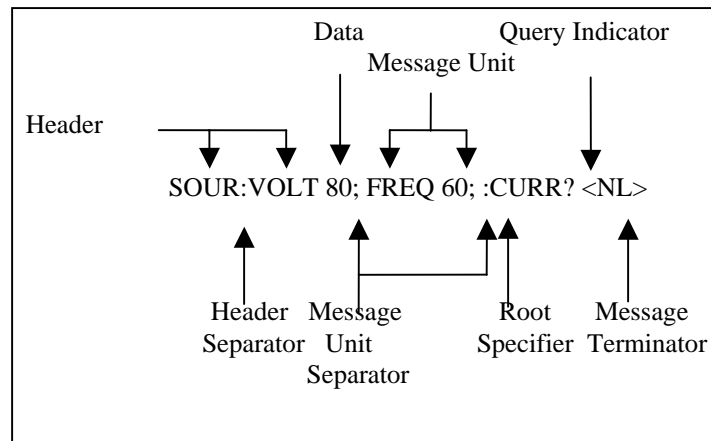 Data Query Indicator
Message Unit
Header
SOUR:VOLT 80; FREQ 60; :CURR? <NL>
Header Message Root Message
Separator Unit Specifier Terminator
Separator